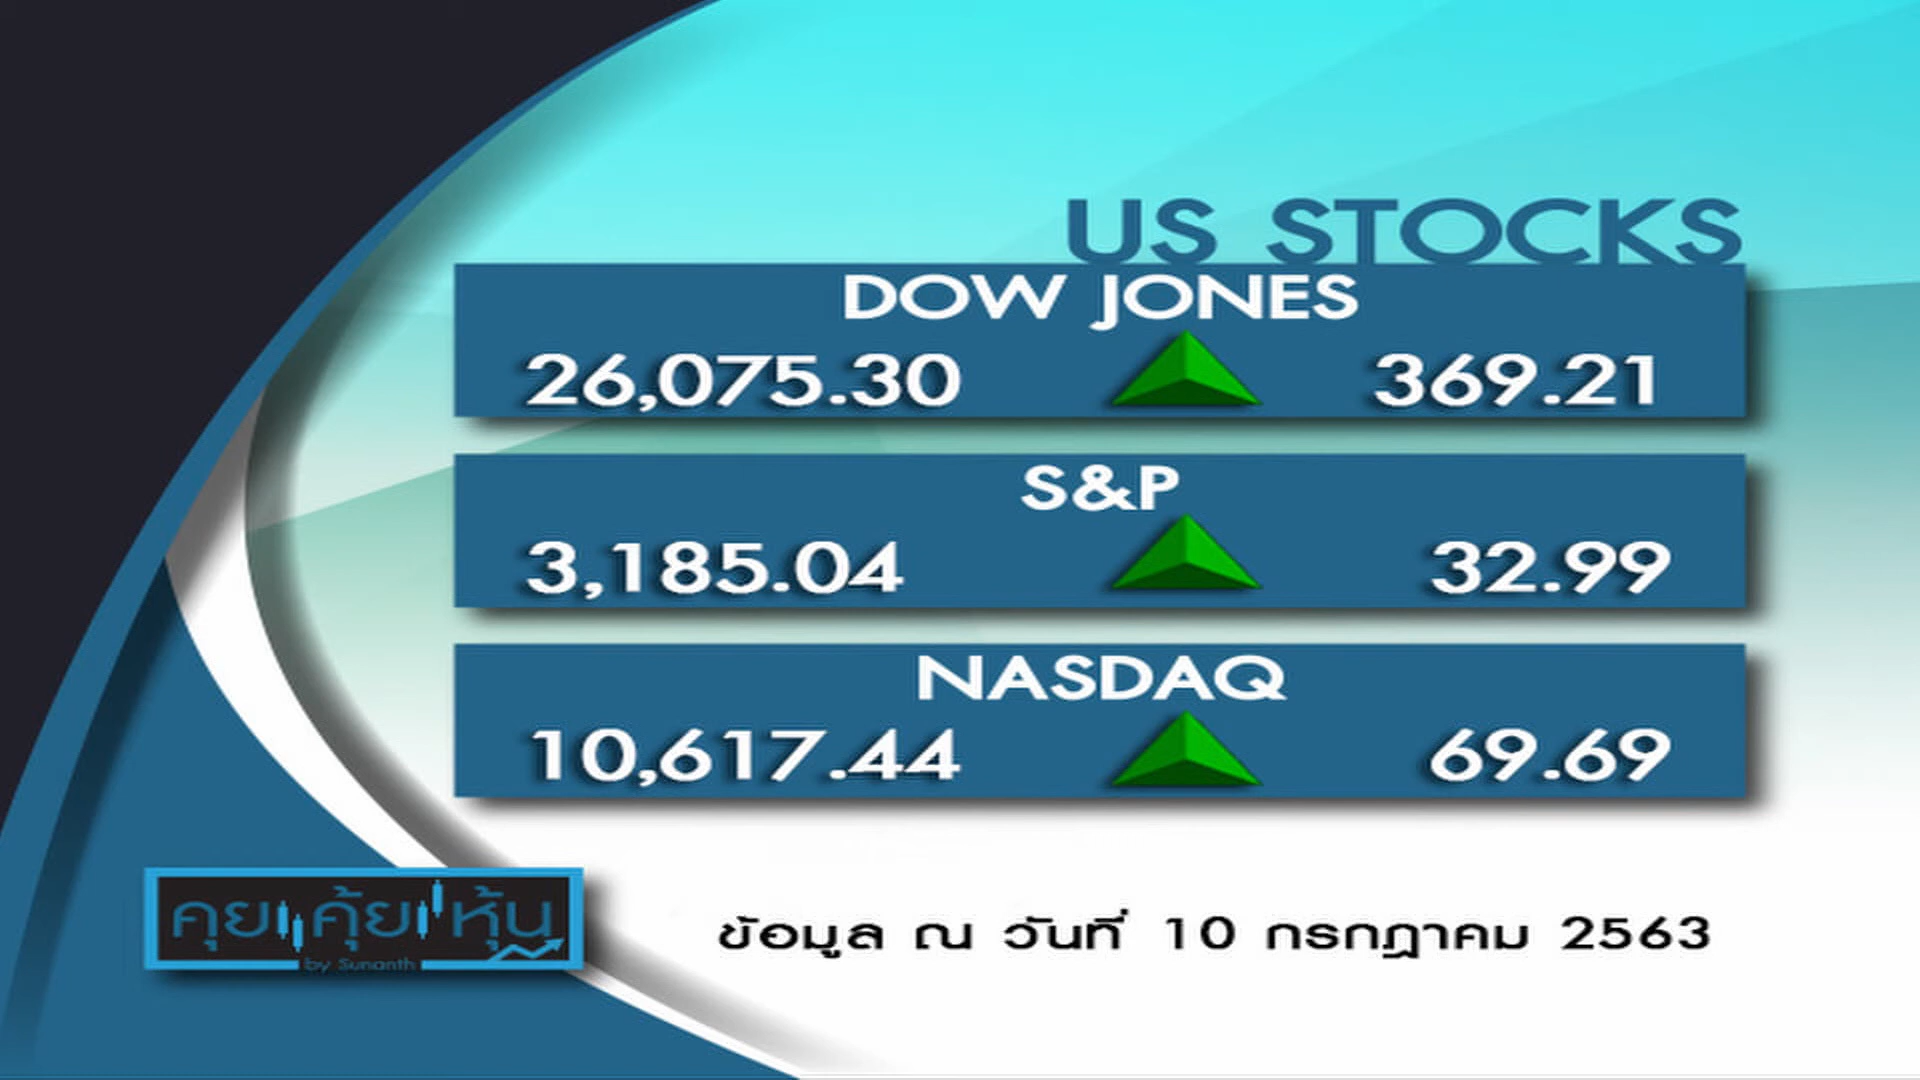 US STOCKS
DOW JONES
26,075.30 369.21
S&P
3,185.04 32.99
NASDAQ
10,617.44 69.69
คุย คุ้ย หุ้น
by Sunanth
ข้อมูล ณ วันที่ 10 กรกฎาคม 2563